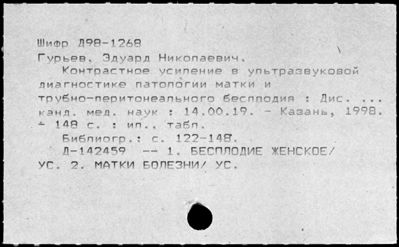 Шифр Д98-1268
Гурьев, Эдуард Николаевич.
Контрастное усиление в ультразвуковой
диагностике патологии матки и
трубно-перитонеального бесплодия : Дис. ...
канд. мед. наук : 14.00.19. - Казань, 1998.
- 148 с. : ил., табл.
Библиогр.: с. 122-148.
Д-142459 -- 1. БЕСПЛОДИЕ ЖЕНСКОЕ/
УС. 2. МАТКИ БОЛЕЗНИ/ УС.